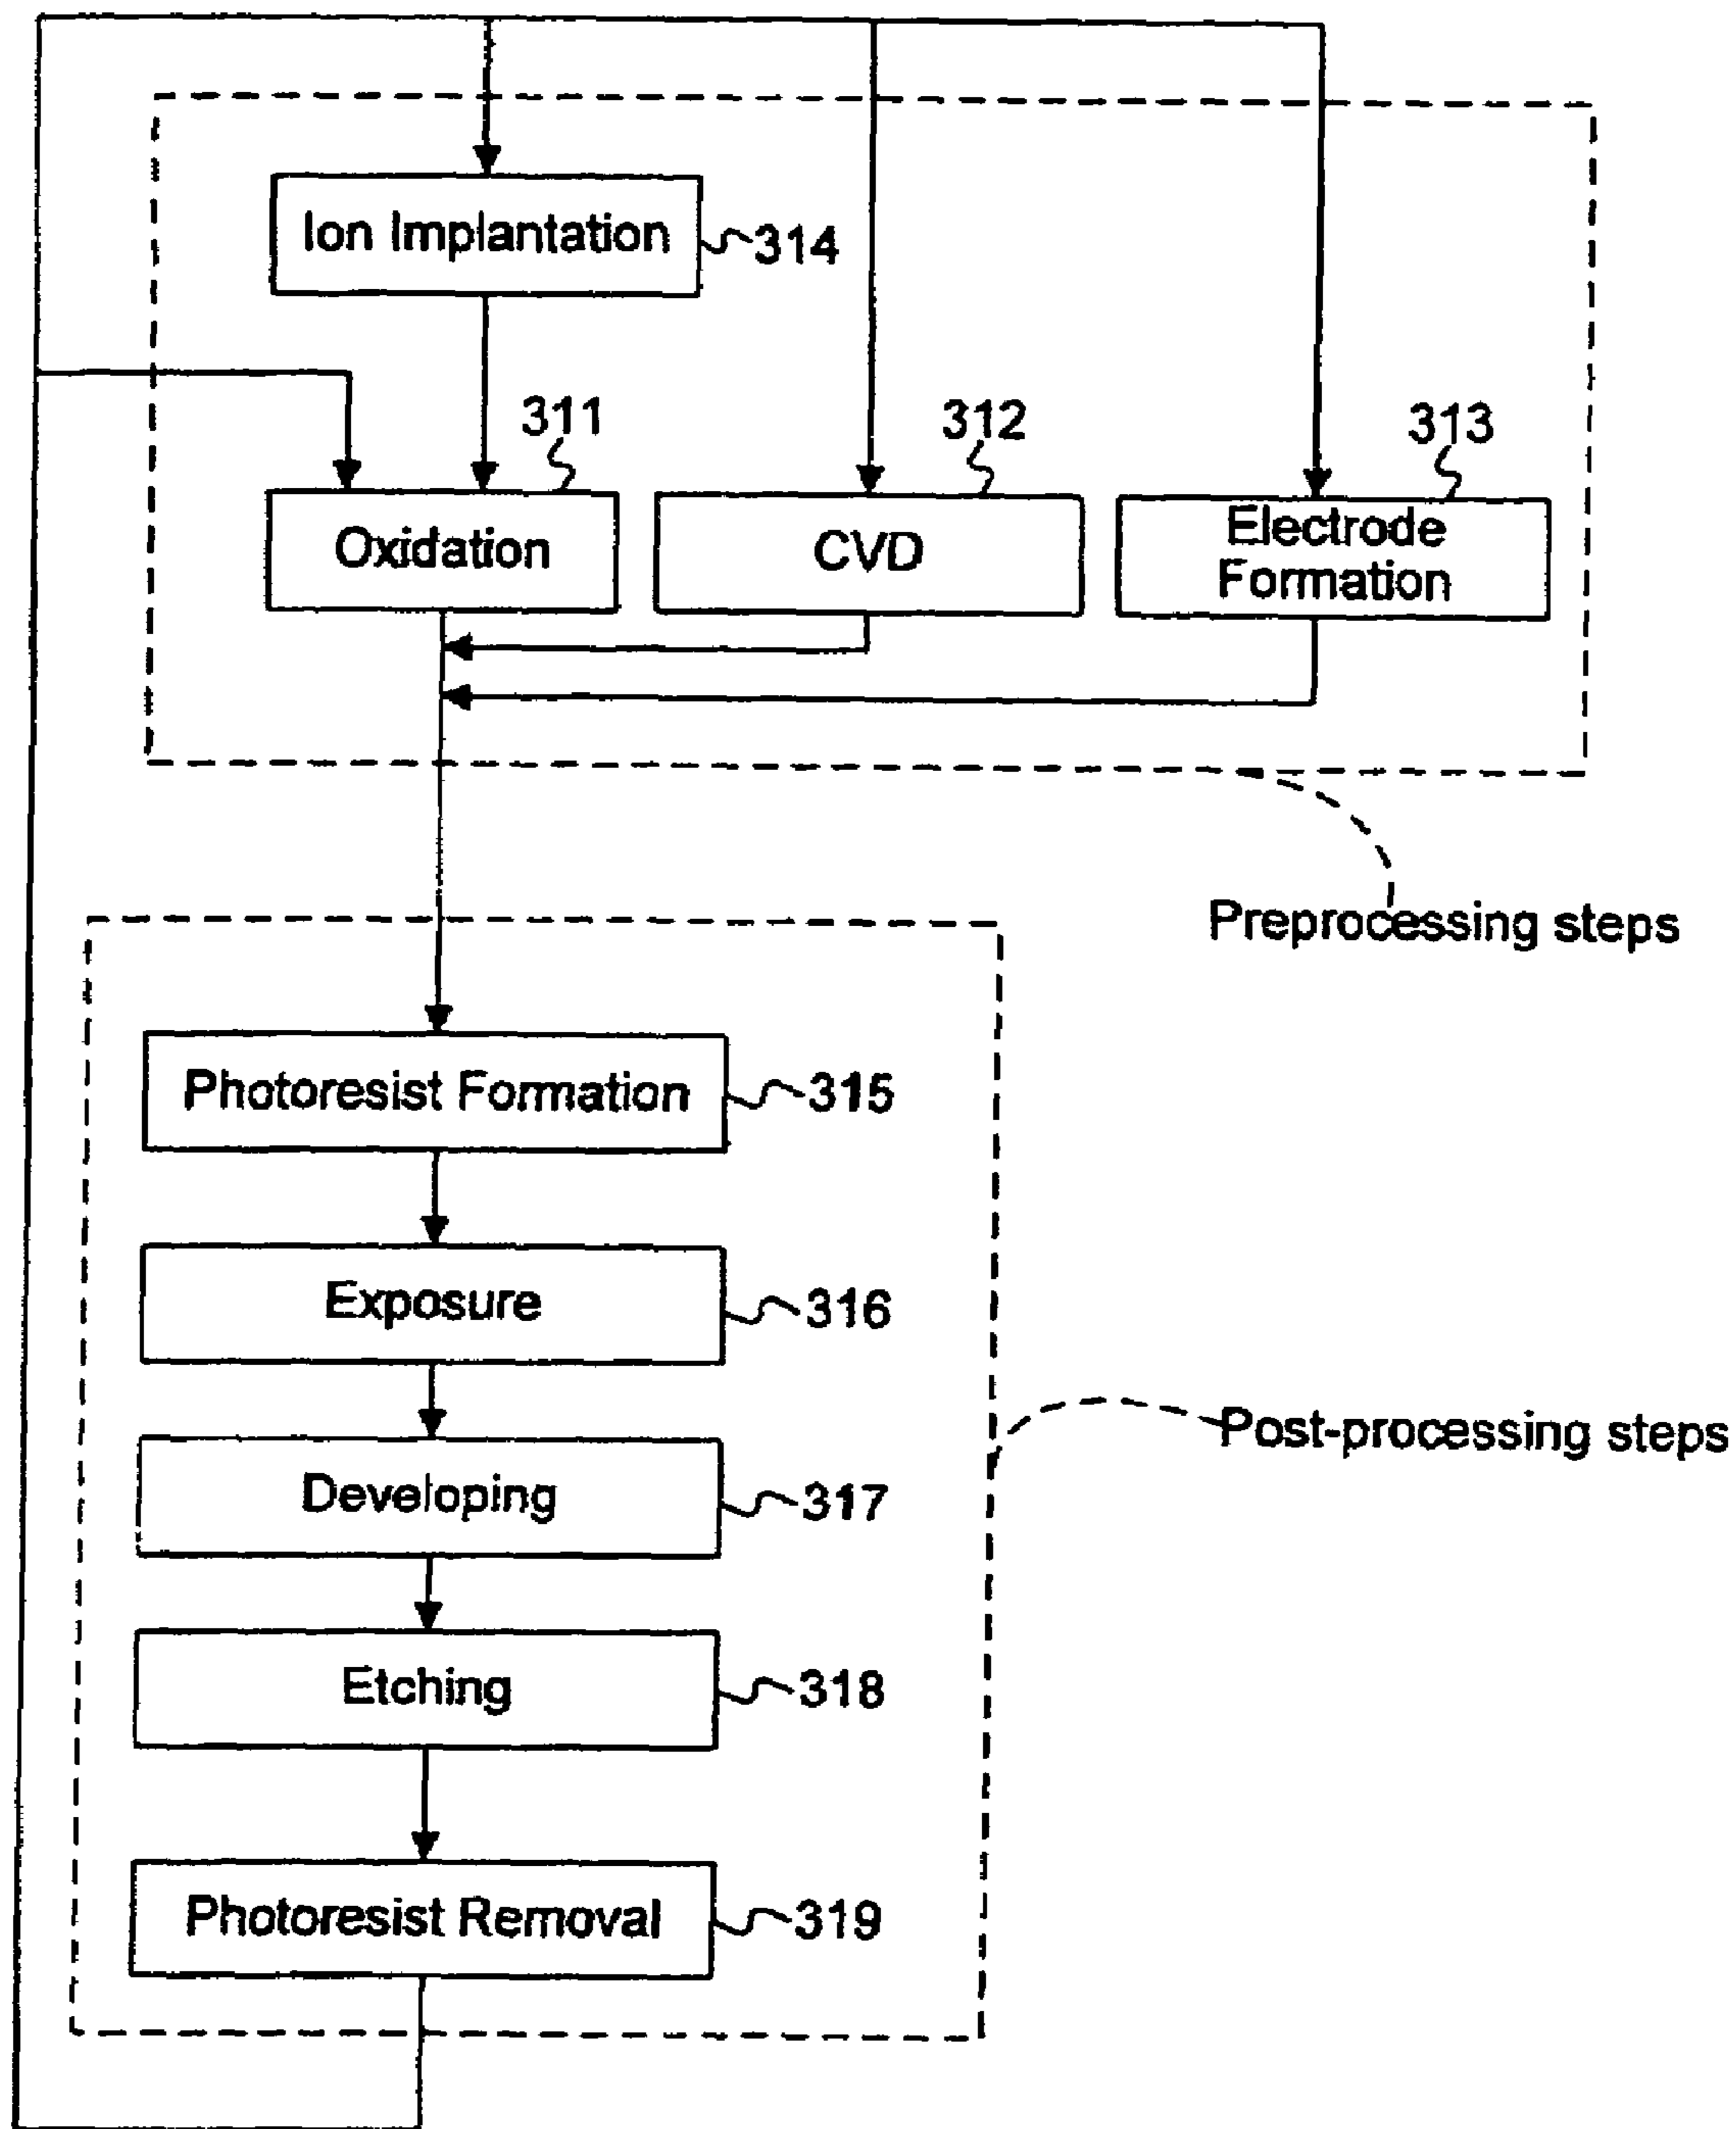 Ion Implantation
314
311
312
313
Oxidation
CVD
Electrode
Formation
Preprocessing steps
Photoresist Formation
315
Exposure
316
Post-processing steps
Developing
317
Etching
318
Photoresist Removal
319